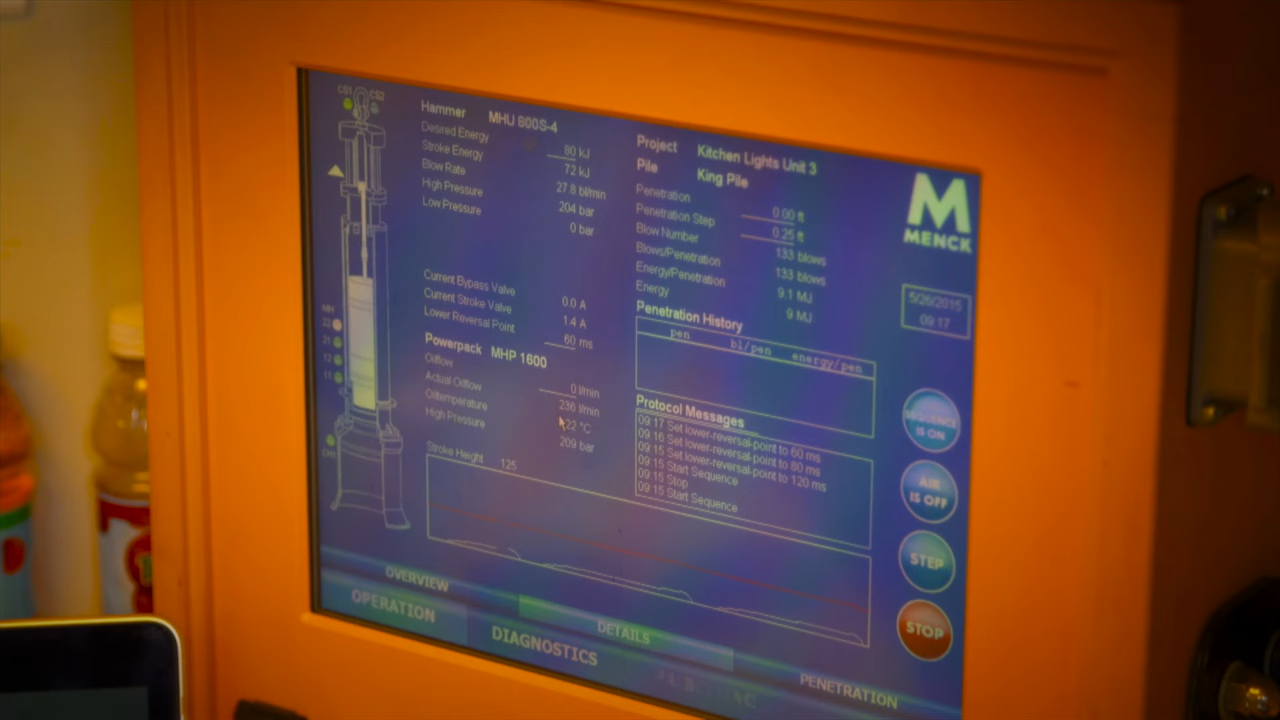 CS1 CS2
Hammer MHU 800S-4
Desired Energy 80 kJ
Stroke Energy 72 kJ
Blow Rate 27.8 bl/min
High Pressure 204 bar
Low Pressure 0 bar
Current Bypass Valve 0.0 A
Current Stroke Valve 1.4 A
Lower Reversal Point 60 ms
Powerpack MHP 1600
Oilflow 0 l/min
Actual Oilflow 236 l/min
Oiltemperature 22 °C
High Pressure 209 bar
Stroke Height 125
MH
22
21
12
11
Project Kitchen Lights Unit 3
Pile King Pile
Penetration 0.00 ft
Penetration Step 0.25 ft
Blow Number 133 blows
Blows/Penetration 133 blows
Energy/Penetration 9.1 MJ
Energy 9 MJ
Penetration History
pen bl/pen energy/pen
Protocol Messages
09:17 Set lower-reversal-point to 60 ms
09:16 Set lower-reversal-point to 80 ms
09:15 Set lower-reversal-point to 120 ms
09:15 Start Sequence
09:15 Stop
09:15 Start Sequence
M
MENCK
5/26/2015
09:17
SEQUENCE
IS ON
AIR
IS OFF
STEP
STOP
OVERVIEW
DETAILS
PENETRATION
OPERATION
DIAGNOSTICS